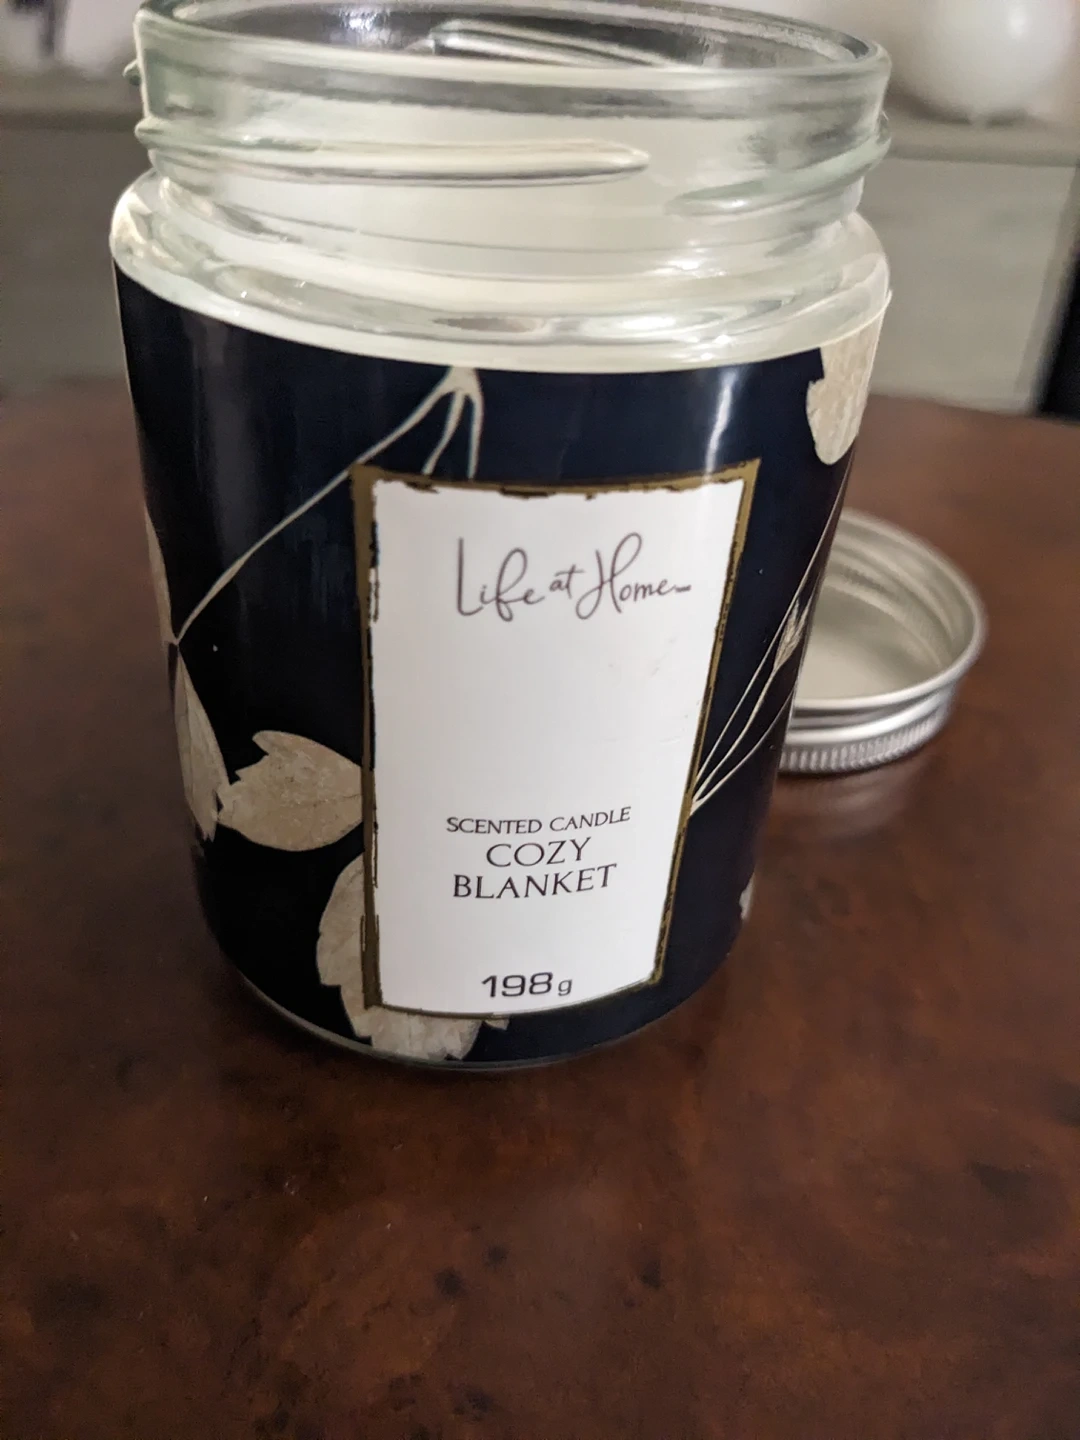 Life at Home
SCENTED CANDLE
COZY
BLANKET
198g